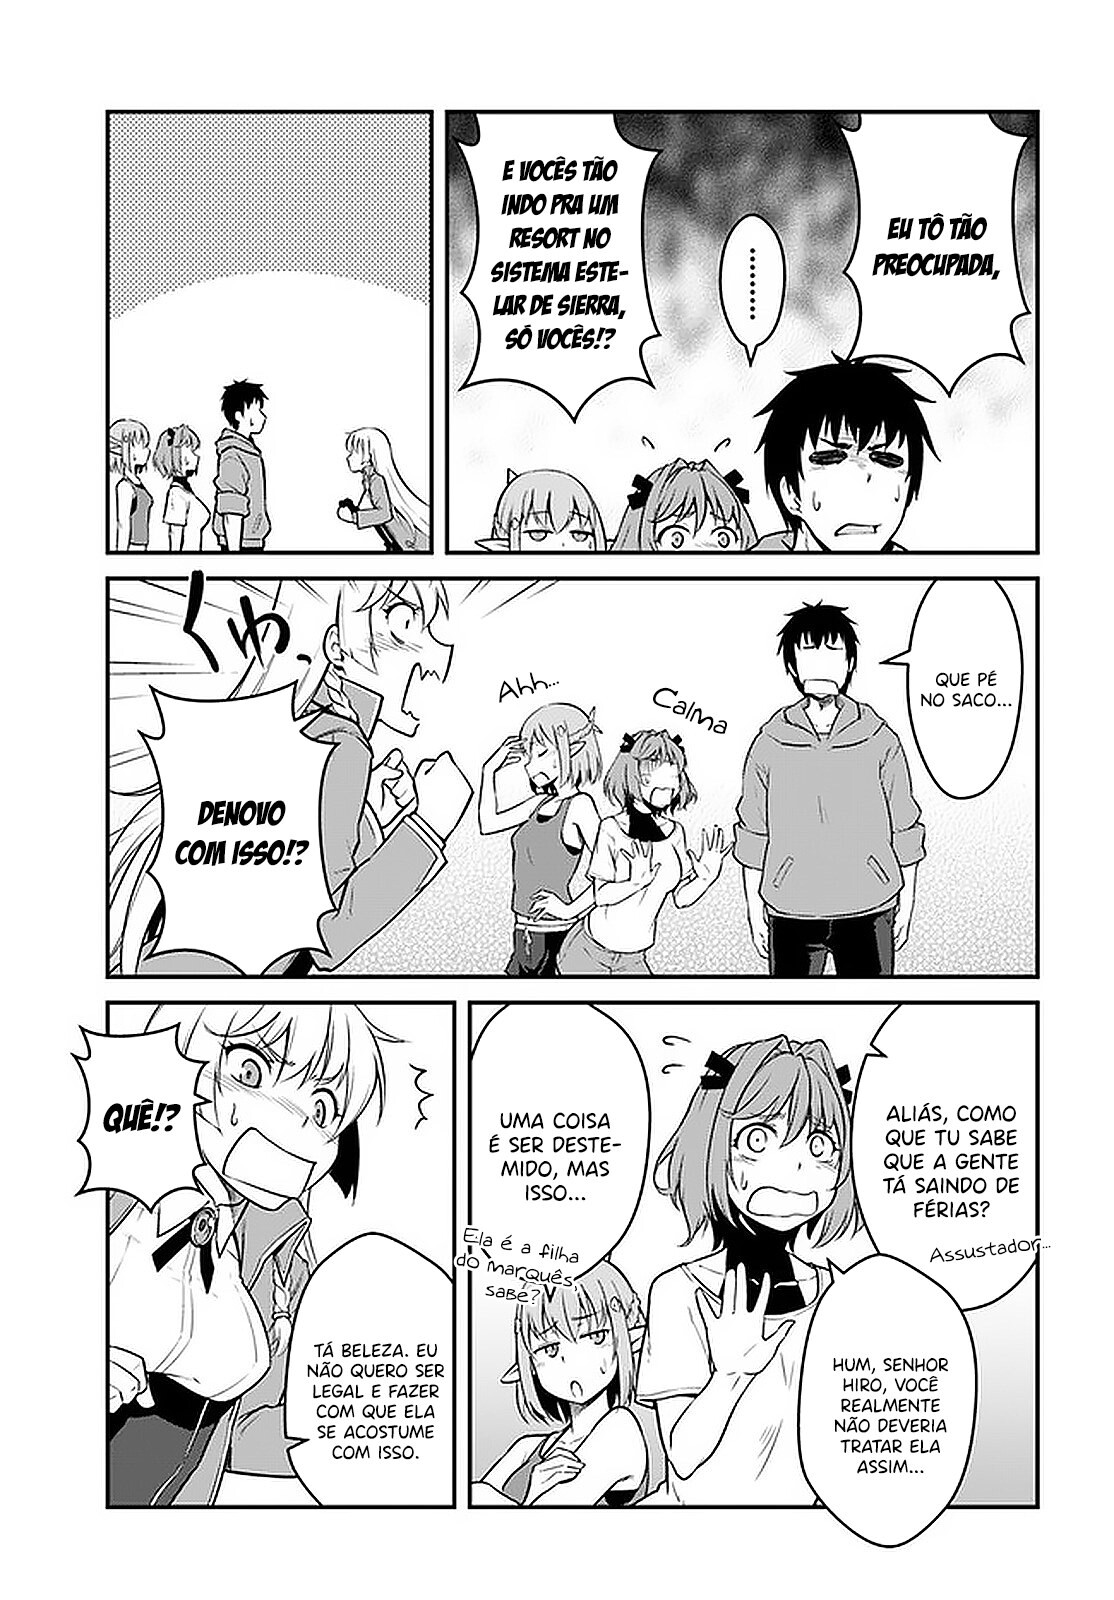 EU TÔ TÃO
PREOCUPADA,
.........
E VOCÊS TÃO
INDO PRA UM
RESORT NO
SISTEMA ESTE-
LAR DE SIERRA,
SÓ VOCÊS!?
QUE PÉ
NO SACO...
Calma
Ahh...
くわっ
DENOVO
COM ISSO!?
ALIÁS, COMO
QUE TU SABE
QUE A GENTE
TÁ SAINDO DE
FÉRIAS?
Assustador...
UMA COISA
É SER DESTE-
MIDO, MAS
ISSO...
Ela é a filha
do marquês,
sabe?
HUM, SENHOR
HIRO, VOCÊ
REALMENTE
NÃO DEVERIA
TRATAR ELA
ASSIM...
QUÊ!?
TÁ BELEZA. EU
NÃO QUERO SER
LEGAL E FAZER
COM QUE ELA
SE ACOSTUME
COM ISSO.